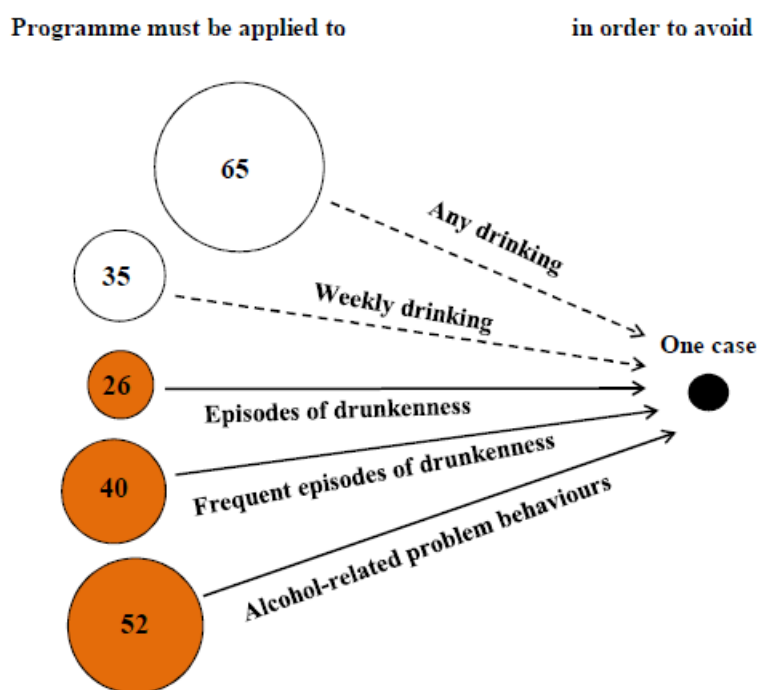 Programme must be applied to
in order to avoid
65
Any drinking
35
Weekly drinking
One case
26
Episodes of drunkenness
40
Frequent episodes of drunkenness
52
Alcohol-related problem behaviours